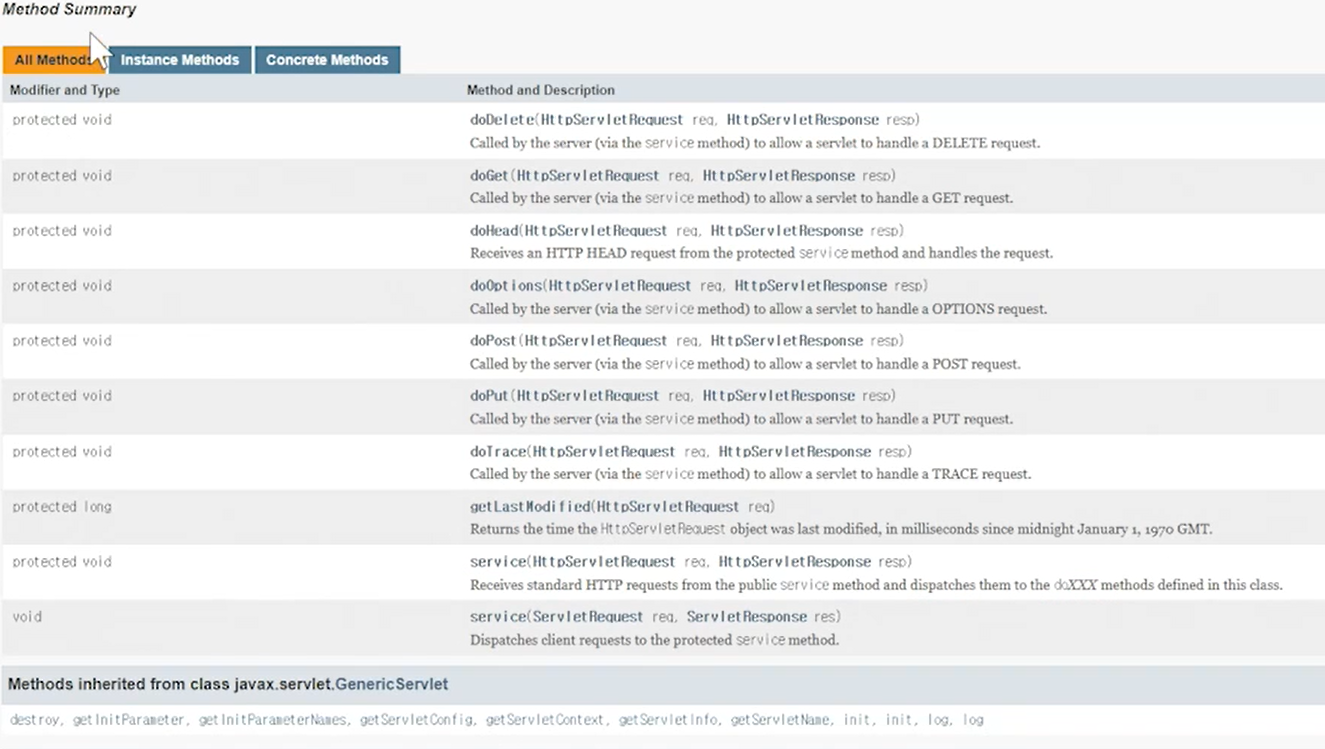 Method Summary
All Methods Instance Methods Concrete Methods
Modifier and Type Method and Description
protected void doDelete(HttpServletRequest req, HttpServletResponse resp)
Called by the server (via the service method) to allow a servlet to handle a DELETE request.
protected void doGet(HttpServletRequest req, HttpServletResponse resp)
Called by the server (via the service method) to allow a servlet to handle a GET request.
protected void doHead(HttpServletRequest req, HttpServletResponse resp)
Receives an HTTP HEAD request from the protected service method and handles the request.
protected void doOptions(HttpServletRequest req, HttpServletResponse resp)
Called by the server (via the service method) to allow a servlet to handle a OPTIONS request.
protected void doPost(HttpServletRequest req, HttpServletResponse resp)
Called by the server (via the service method) to allow a servlet to handle a POST request.
protected void doPut(HttpServletRequest req, HttpServletResponse resp)
Called by the server (via the service method) to allow a servlet to handle a PUT request.
protected void doTrace(HttpServletRequest req, HttpServletResponse resp)
Called by the server (via the service method) to allow a servlet to handle a TRACE request.
protected long getLastModified(HttpServletRequest req)
Returns the time the HttpServletRequest object was last modified, in milliseconds since midnight January 1, 1970 GMT.
protected void service(HttpServletRequest req, HttpServletResponse resp)
Receives standard HTTP requests from the public service method and dispatches them to the doXXX methods defined in this class.
void service(ServletRequest req, ServletResponse res)
Dispatches client requests to the protected service method.
Methods inherited from class javax.servlet.GenericServlet
destroy, getInitParameter, getInitParameterNames, getServletConfig, getServletContext, getServletInfo, getServletName, init, init, log, log